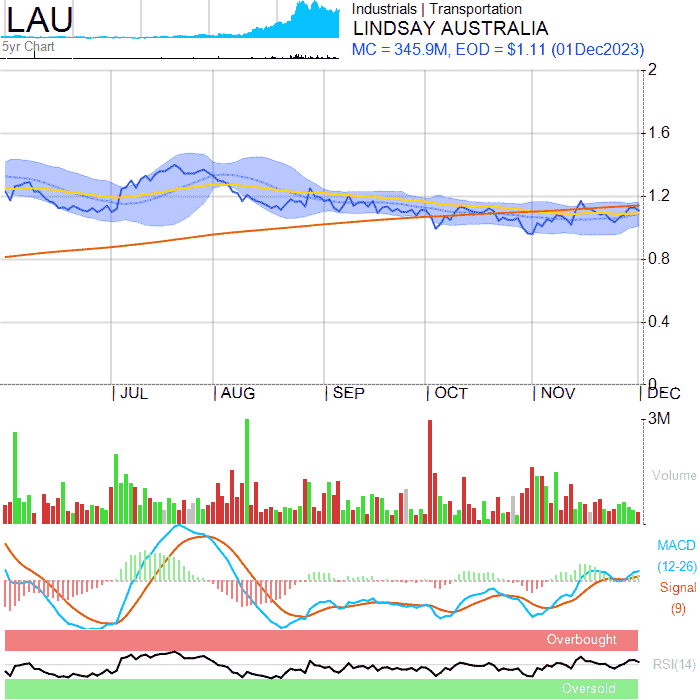 LAU
5yr Chart
Industrials | Transportation
LINDSAY AUSTRALIA
MC = 345.9M, EOD = $1.11 (01Dec2023)
2
1.6
1.2
0.8
0.4
0
JUL
AUG
SEP
OCT
NOV
DEC
3M
Volume
MACD
(12-26)
Signal
(9)
Overbought
RSI(14)
Oversold